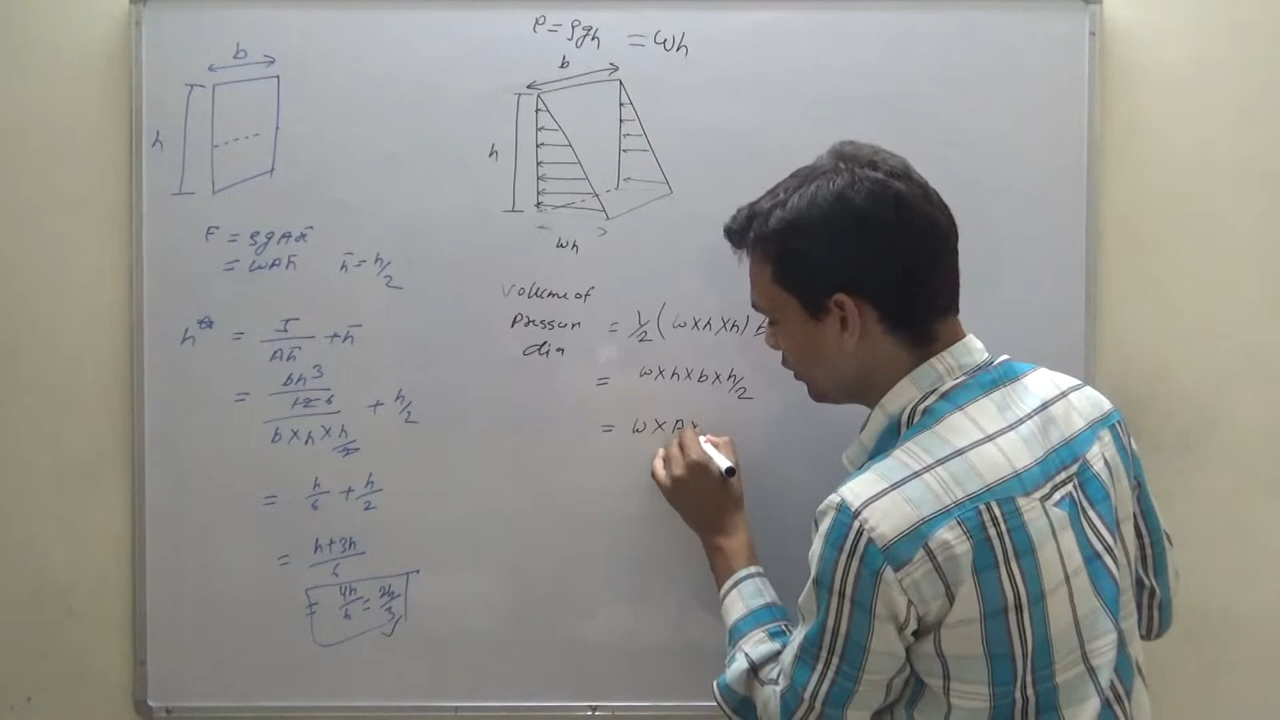 b
h
F = ρgAx̄
= wAh̄ h̄ = h/2
h* = I/Ah̄ + h̄
= (bh³/12)/(b×h×h/2) + h/2
= h/6 + h/2
= (h+3h)/6
= 4h/6 = 2h/3
P = ρgh = wh
b
h
wh
Volume of
Pressur
dia = 1/2 (w×h×h) b
= w×h×b×h/2
= w×A×